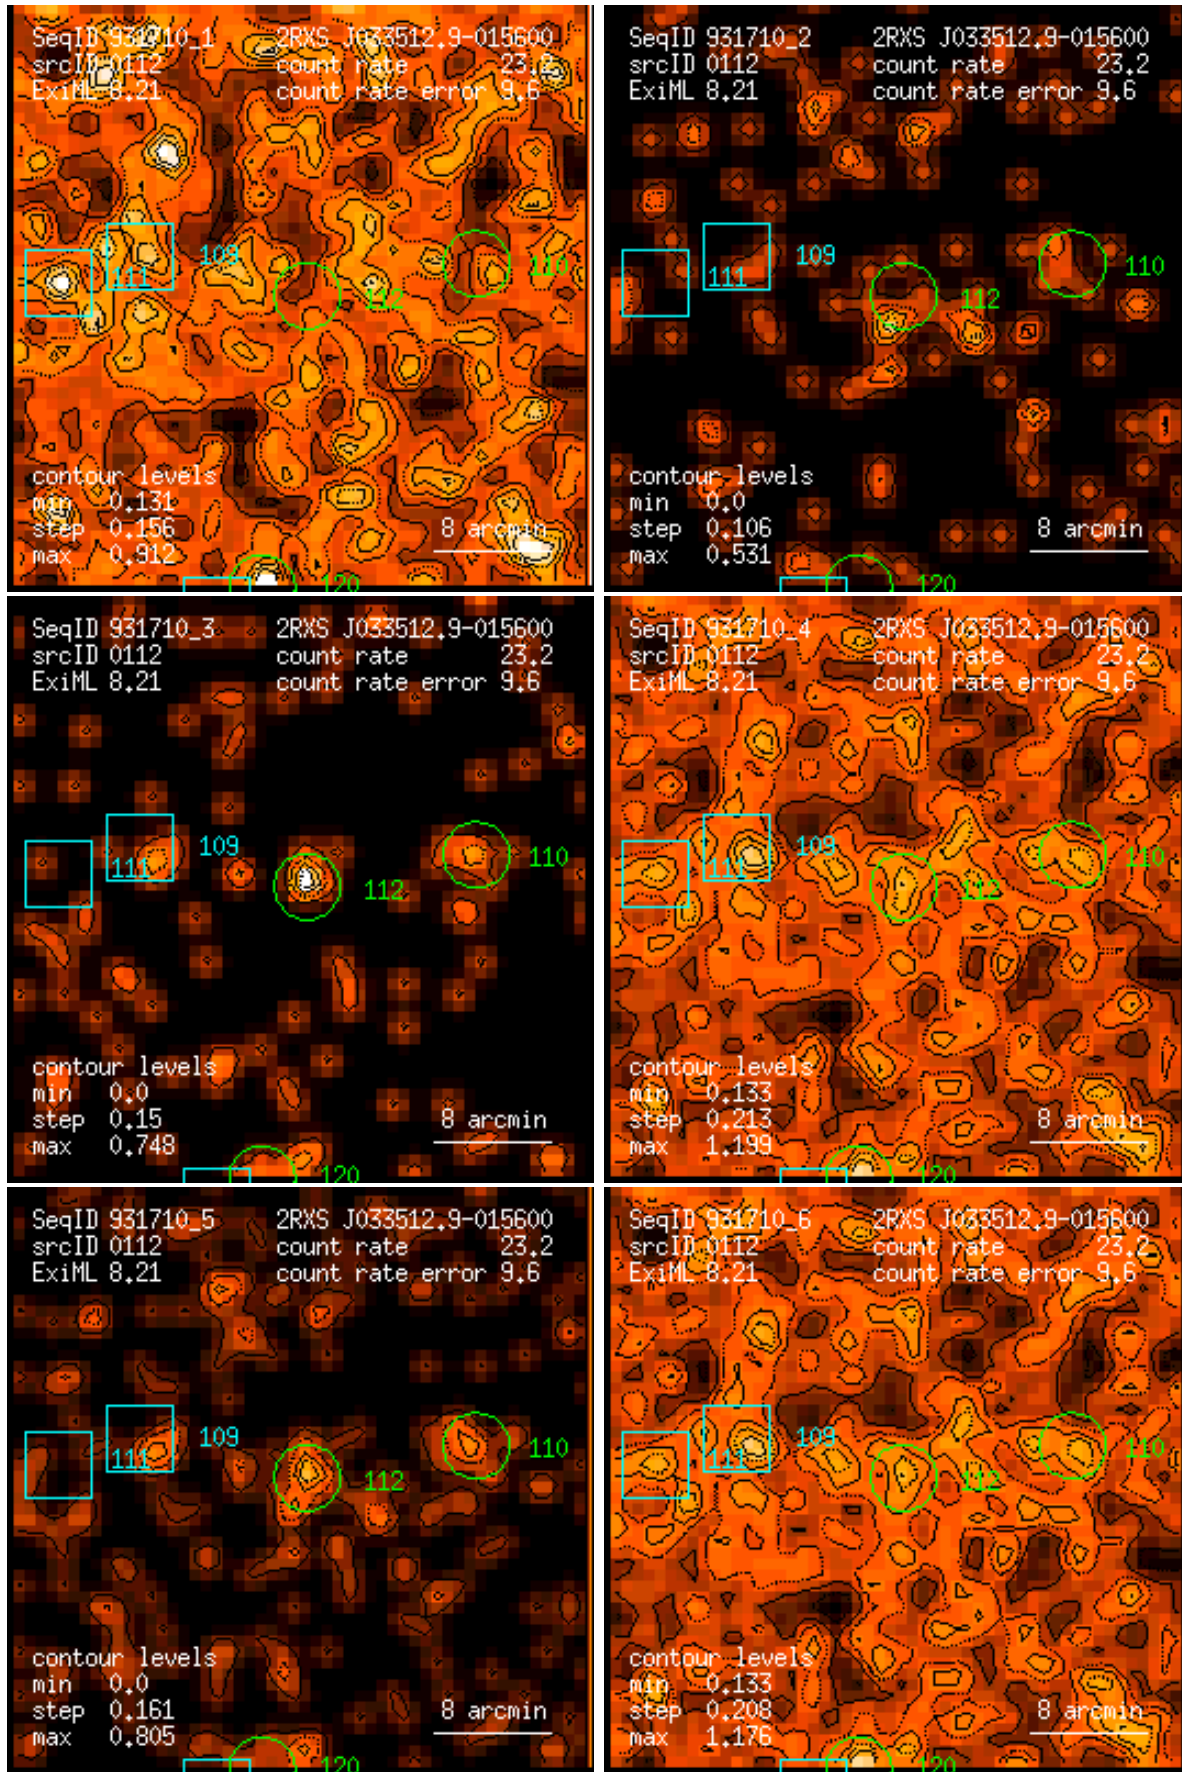 SeqID 931710_1 2RXS J033512.9-015600
srcID 0112 count rate 23.2
ExiML 8.21 count rate error 9.6
109
111
110
112
contour levels
min 0.131
step 0.156
max 0.912
8 arcmin
120
SeqID 931710_2 2RXS J033512.9-015600
srcID 0112 count rate 23.2
ExiML 8.21 count rate error 9.6
109
111
110
112
contour levels
min 0.0
step 0.106
max 0.531
8 arcmin
120
SeqID 931710_3 2RXS J033512.9-015600
srcID 0112 count rate 23.2
ExiML 8.21 count rate error 9.6
109
111
110
112
contour levels
min 0.0
step 0.15
max 0.748
8 arcmin
120
SeqID 931710_4 2RXS J033512.9-015600
srcID 0112 count rate 23.2
ExiML 8.21 count rate error 9.6
109
111
110
112
contour levels
min 0.133
step 0.213
max 1.199
8 arcmin
120
SeqID 931710_5 2RXS J033512.9-015600
srcID 0112 count rate 23.2
ExiML 8.21 count rate error 9.6
109
111
110
112
contour levels
min 0.0
step 0.161
max 0.805
8 arcmin
120
SeqID 931710_6 2RXS J033512.9-015600
srcID 0112 count rate 23.2
ExiML 8.21 count rate error 9.6
109
111
110
112
contour levels
min 0.133
step 0.208
max 1.176
8 arcmin
120